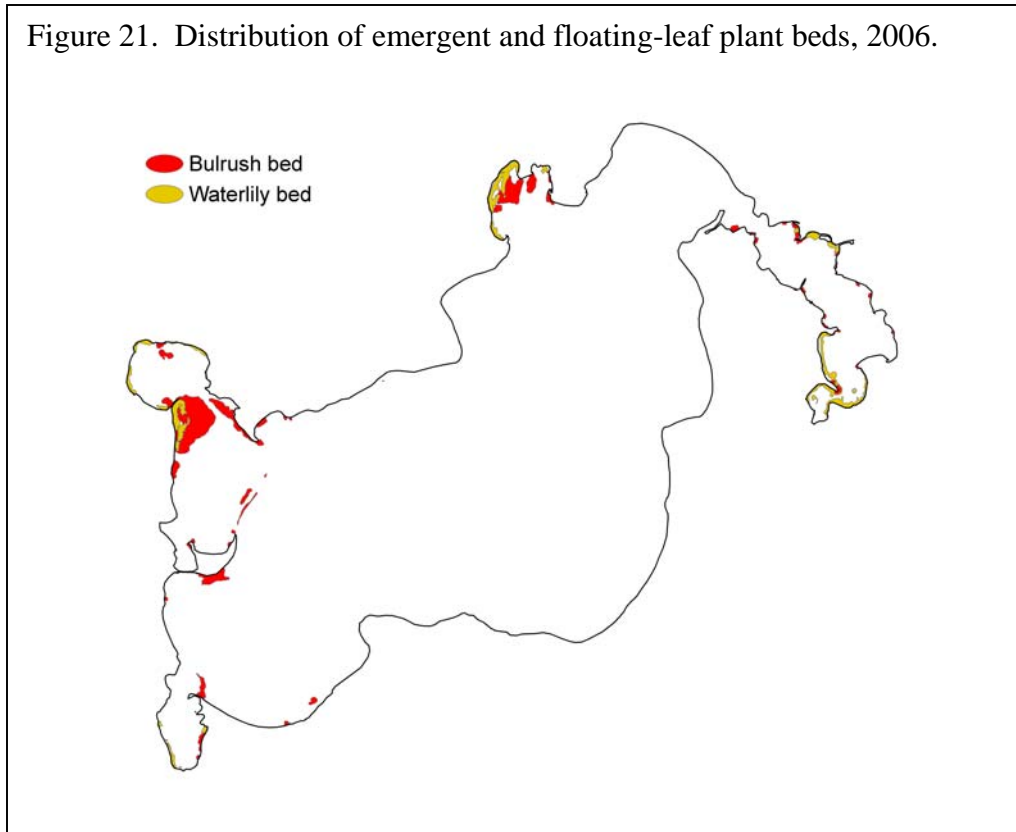 Figure 21.  Distribution of emergent and floating-leaf plant beds, 2006.
Bulrush bed
Waterlily bed